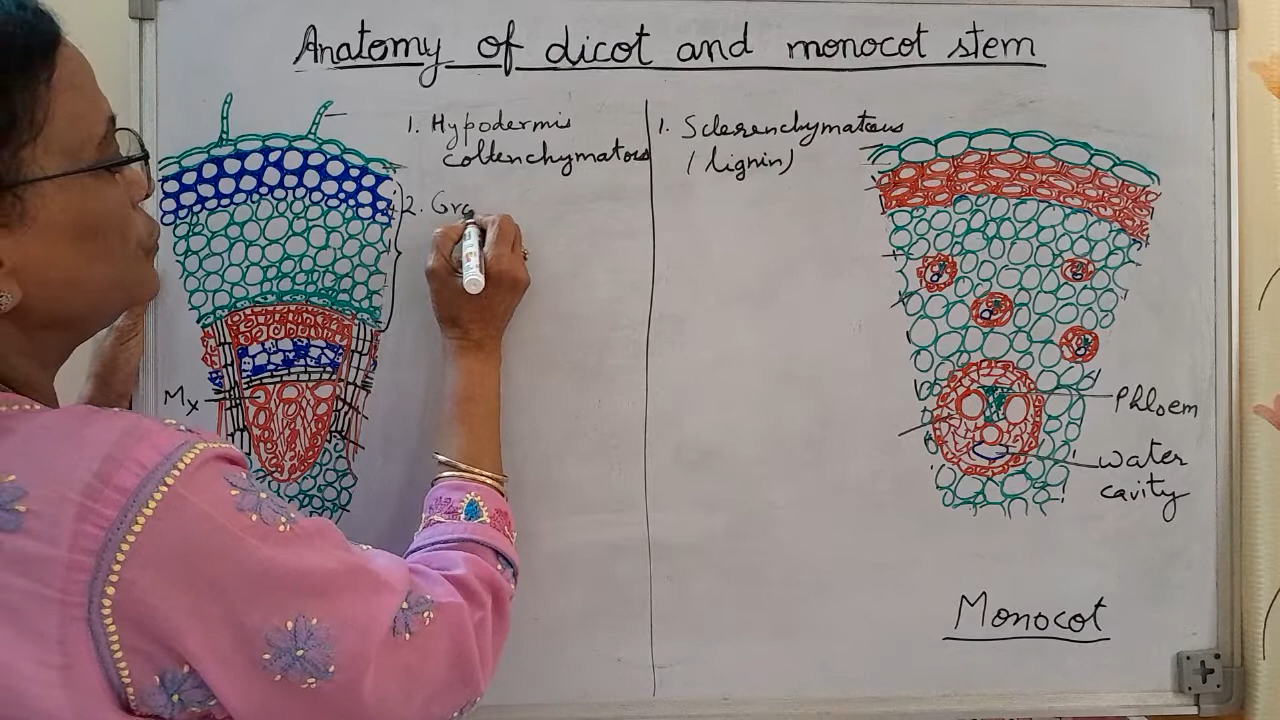 Anatomy of dicot and monocot stem
1. Hypodermis
collenchymatous
2. Gro
1. Sclerenchymatous
(lignin)
Mx
Phloem
water
cavity
Monocot